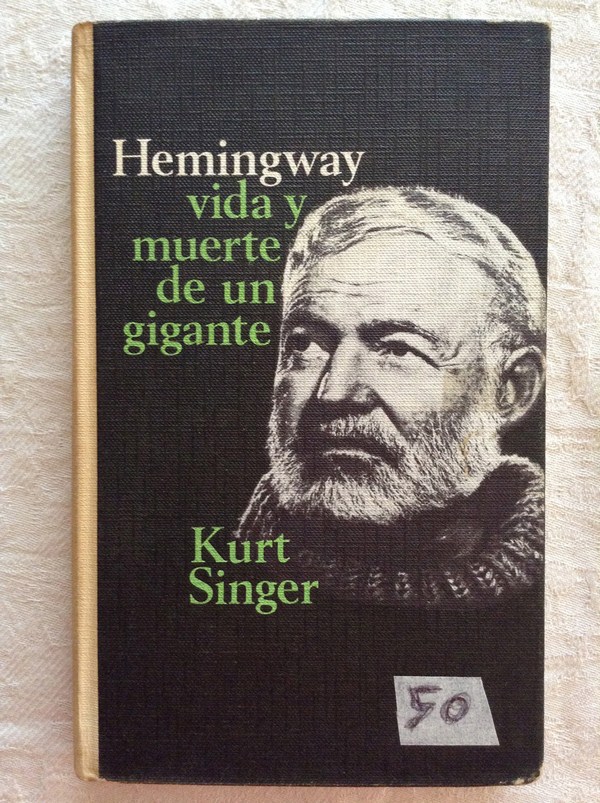 Hemingway
vida y
muerte
de un
gigante
Kurt
Singer
50